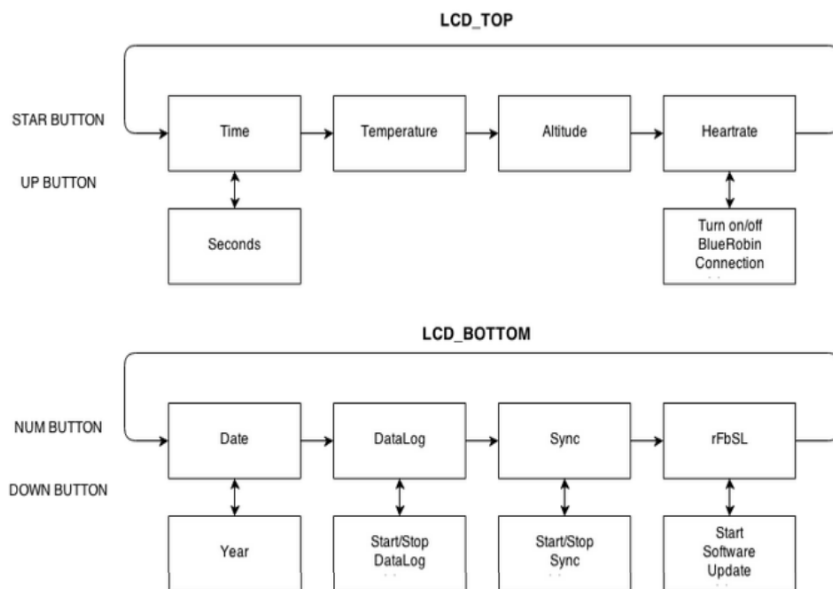 LCD_TOP
STAR BUTTON
Time
Temperature
Altitude
Heartrate
UP BUTTON
Seconds
Turn on/off
BlueRobin
Connection
LCD_BOTTOM
NUM BUTTON
Date
DataLog
Sync
rFbSL
DOWN BUTTON
Year
Start/Stop
DataLog
Start/Stop
Sync
Start
Software
Update